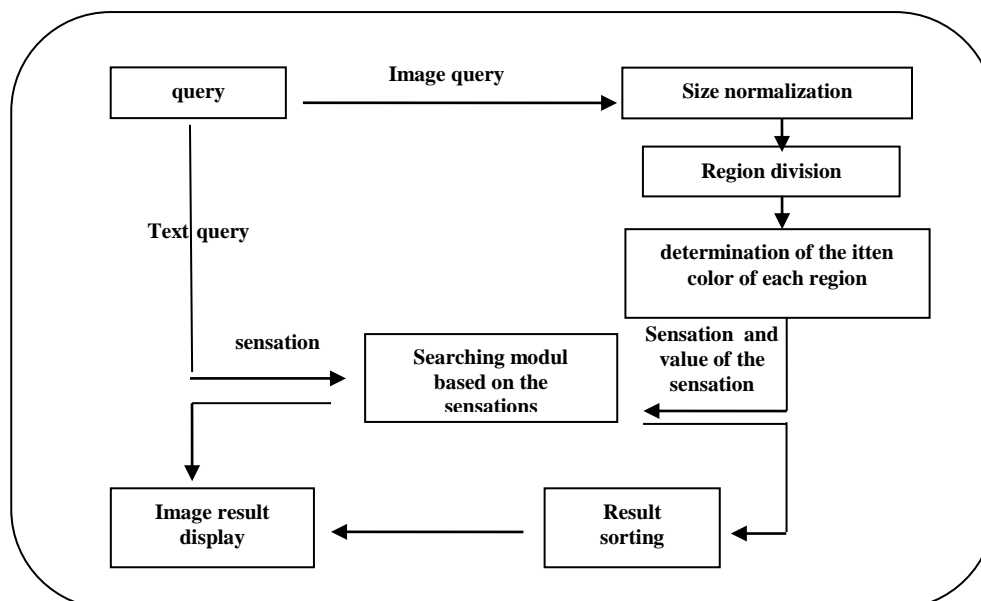 query
Image query
Size normalization
Region division
Text query
determination of the itten
color of each region
sensation
Searching modul
based on the
sensations
Sensation and
value of the
sensation
Image result
display
Result
sorting